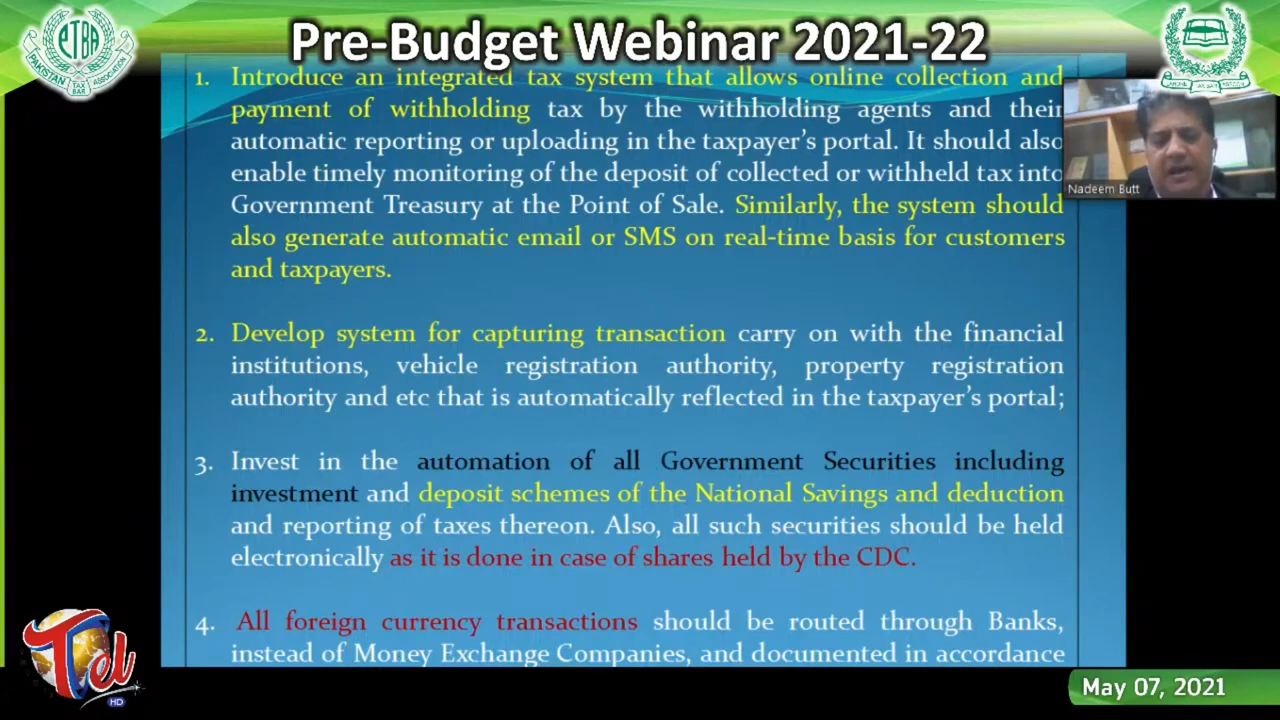 Pre-Budget Webinar 2021-22
PTBA
PAKISTAN TAX BAR ASSOCIATION
1. Introduce an integrated tax system that allows online collection and
payment of withholding tax by the withholding agents and their
automatic reporting or uploading in the taxpayer's portal. It should also
enable timely monitoring of the deposit of collected or withheld tax into
Government Treasury at the Point of Sale. Similarly, the system should
also generate automatic email or SMS on real-time basis for customers
and taxpayers.
2. Develop system for capturing transaction carry on with the financial
institutions, vehicle registration authority, property registration
authority and etc that is automatically reflected in the taxpayer's portal;
3. Invest in the automation of all Government Securities including
investment and deposit schemes of the National Savings and deduction
and reporting of taxes thereon. Also, all such securities should be held
electronically as it is done in case of shares held by the CDC.
4. All foreign currency transactions should be routed through Banks,
instead of Money Exchange Companies, and documented in accordance
Nadeem Butt
Tel
HD
May 07, 2021